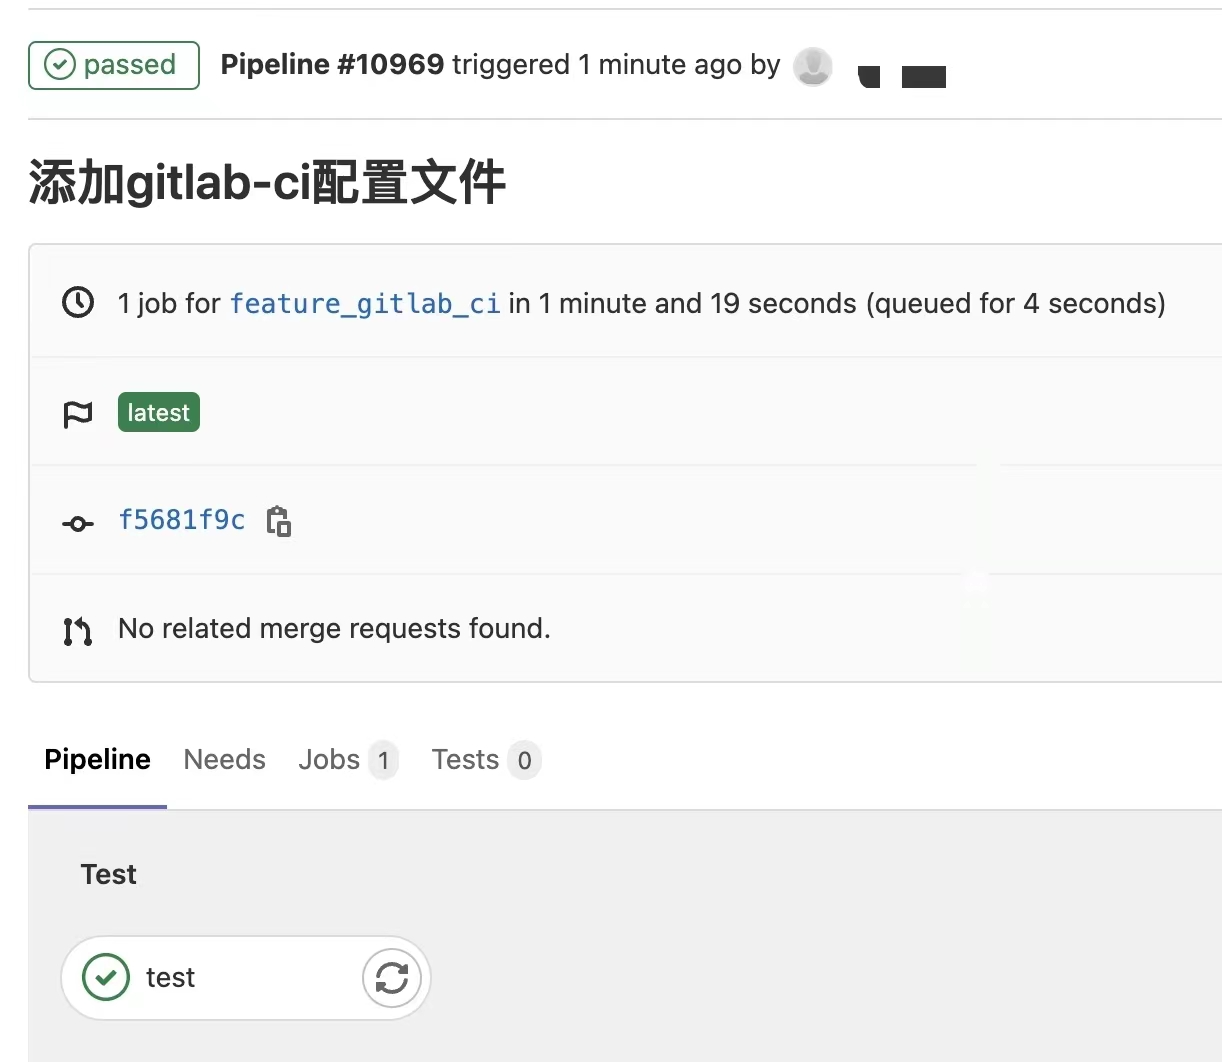 passed Pipeline #10969 triggered 1 minute ago by
添加gitlab-ci配置文件
1 job for feature_gitlab_ci in 1 minute and 19 seconds (queued for 4 seconds)
latest
f5681f9c
No related merge requests found.
Pipeline Needs Jobs 1 Tests 0
Test
test